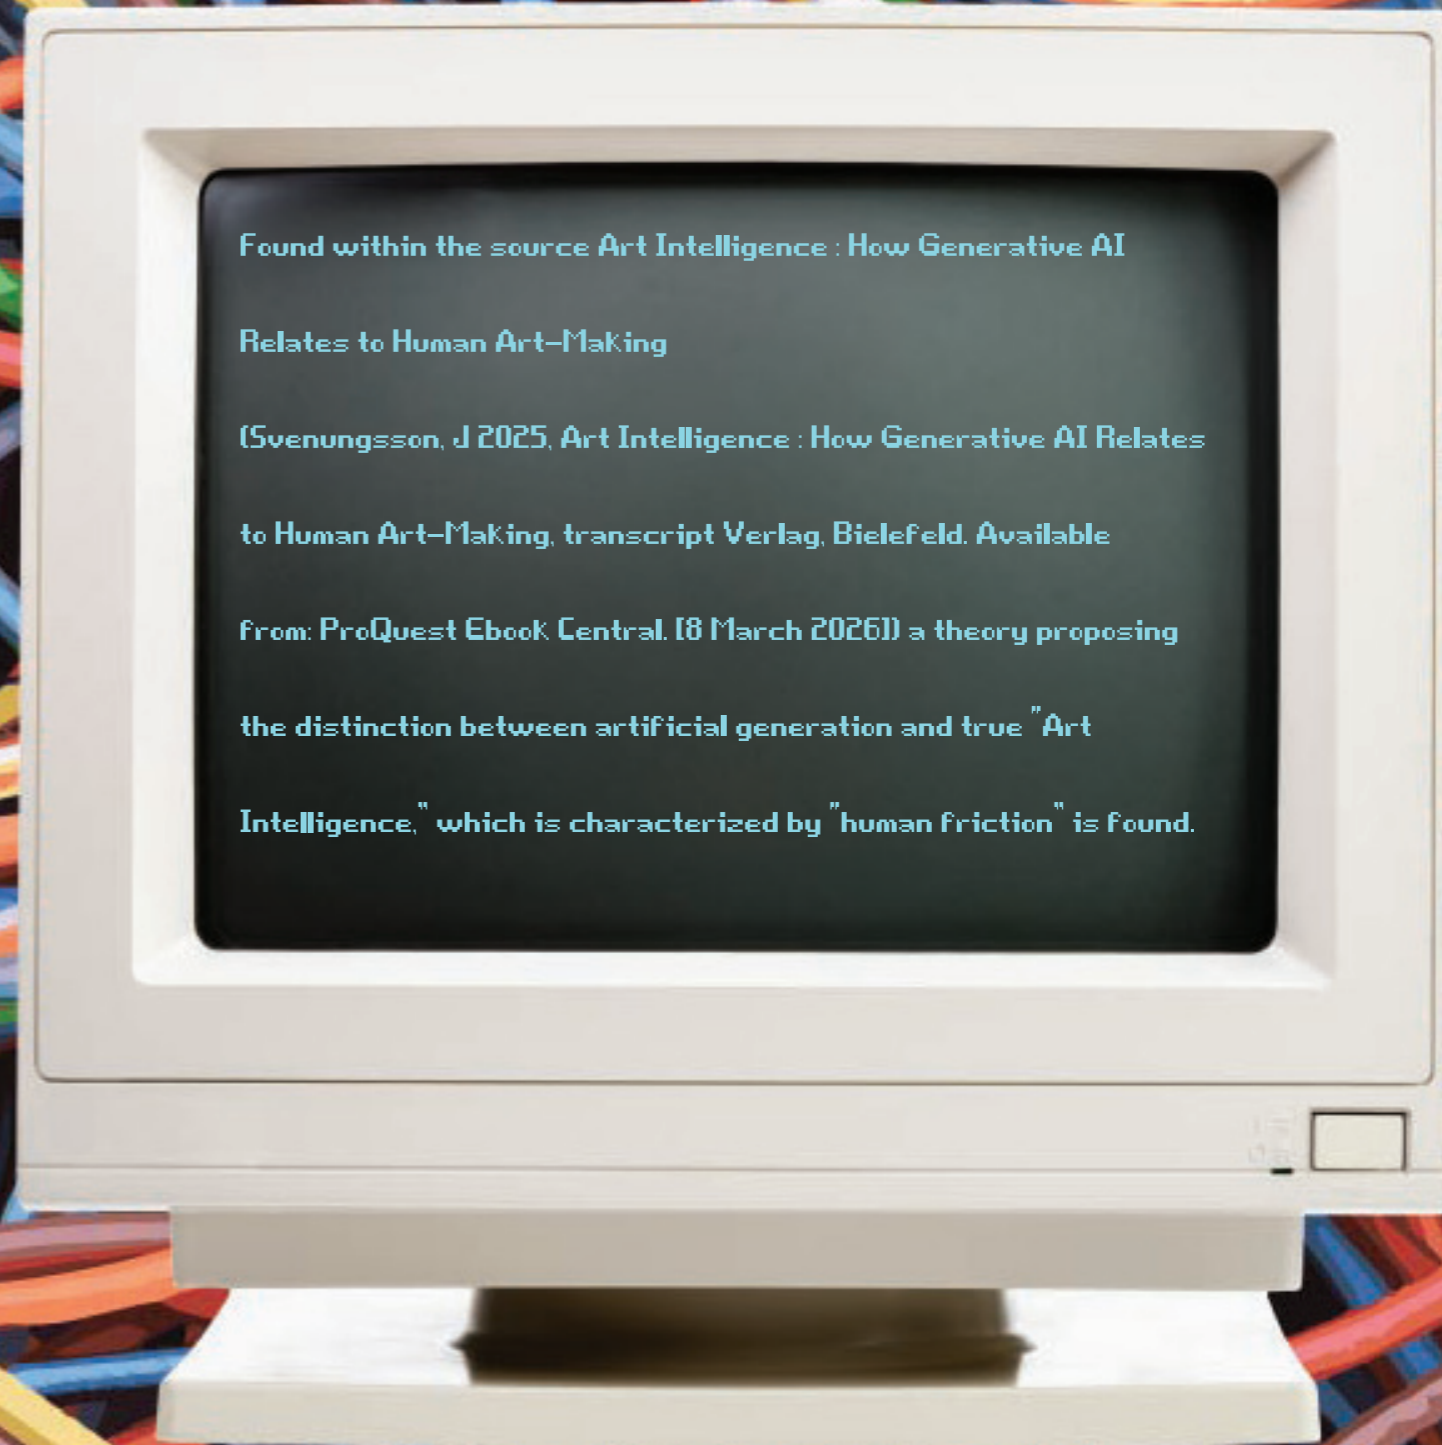 Found within the source Art Intelligence : How Generative AI
Relates to Human Art-Making
(Svenungsson, J 2025, Art Intelligence : How Generative AI Relates
to Human Art-Making, transcript Verlag, Bielefeld. Available
from: ProQuest Ebook Central. [8 March 2026]) a theory proposing
the distinction between artificial generation and true "Art
Intelligence," which is characterized by "human friction" is found.